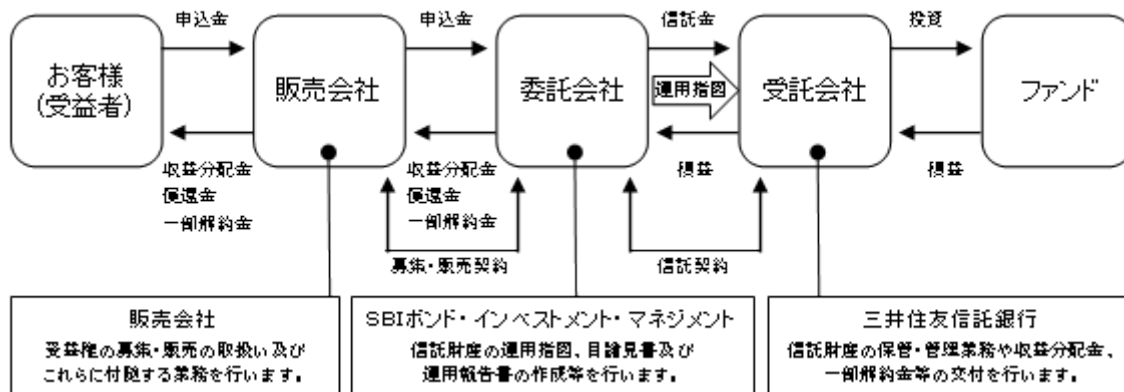 申込金
申込金
信託金
投資
お客様
(受益者)
販売会社
委託会社
運用指図
受託会社
ファンド
収益分配金
償還金
一部解約金
収益分配金
償還金
一部解約金
損益
損益
募集・販売契約
信託契約
販売会社
受益権の募集・販売の取扱い及び
これらに付随する業務を行います。
SBIボンド・インベストメント・マネジメント
信託財産の運用指図、目論見書及び
運用報告書の作成等を行います。
三井住友信託銀行
信託財産の保管・管理業務や収益分配金、
一部解約金等の交付を行います。